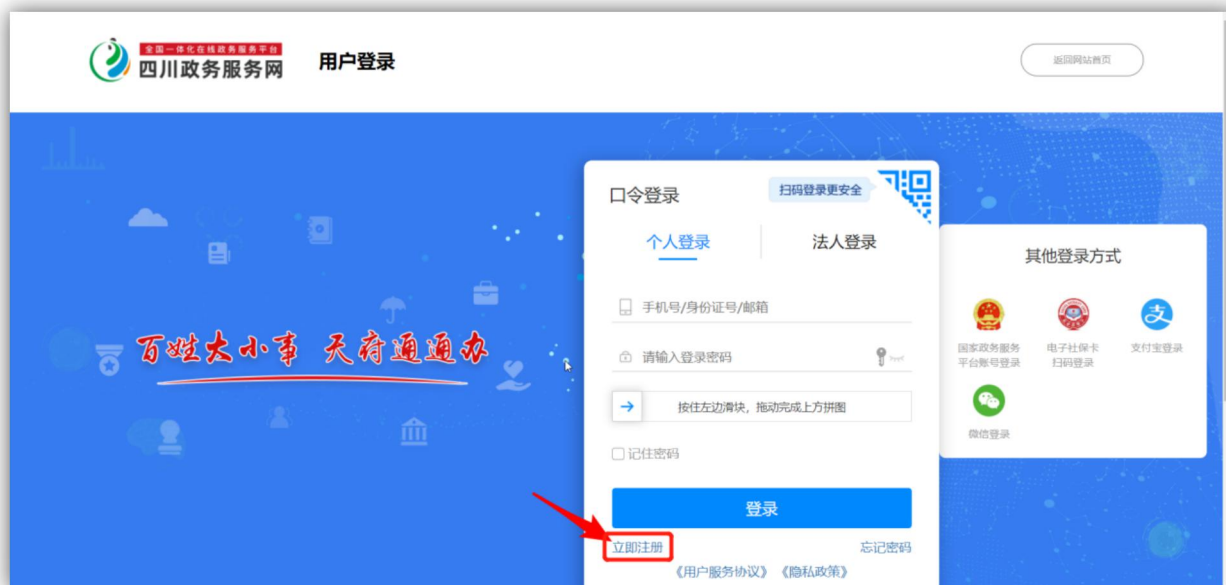 全国一体化在线政务服务平台
四川政务服务网
用户登录
返回网站首页
口令登录
扫码登录更安全
个人登录
法人登录
手机号/身份证号/邮箱
请输入登录密码
按住左边滑块，拖动完成上方拼图
记住密码
登录
立即注册
忘记密码
《用户服务协议》 《隐私政策》
百姓大小事 天府通通办
其他登录方式
国家政务服务
平台账号登录
电子社保卡
扫码登录
支付宝登录
微信登录